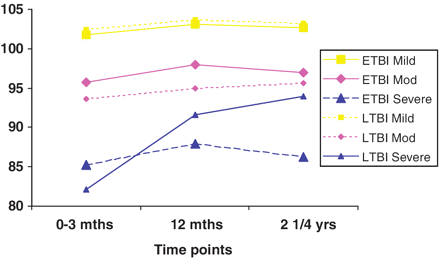 105
100
95
90
85
80
0-3 mths 12 mths 2 1/4 yrs
Time points
ETBI Mild
ETBI Mod
ETBI Severe
LTBI Mild
LTBI Mod
LTBI Severe